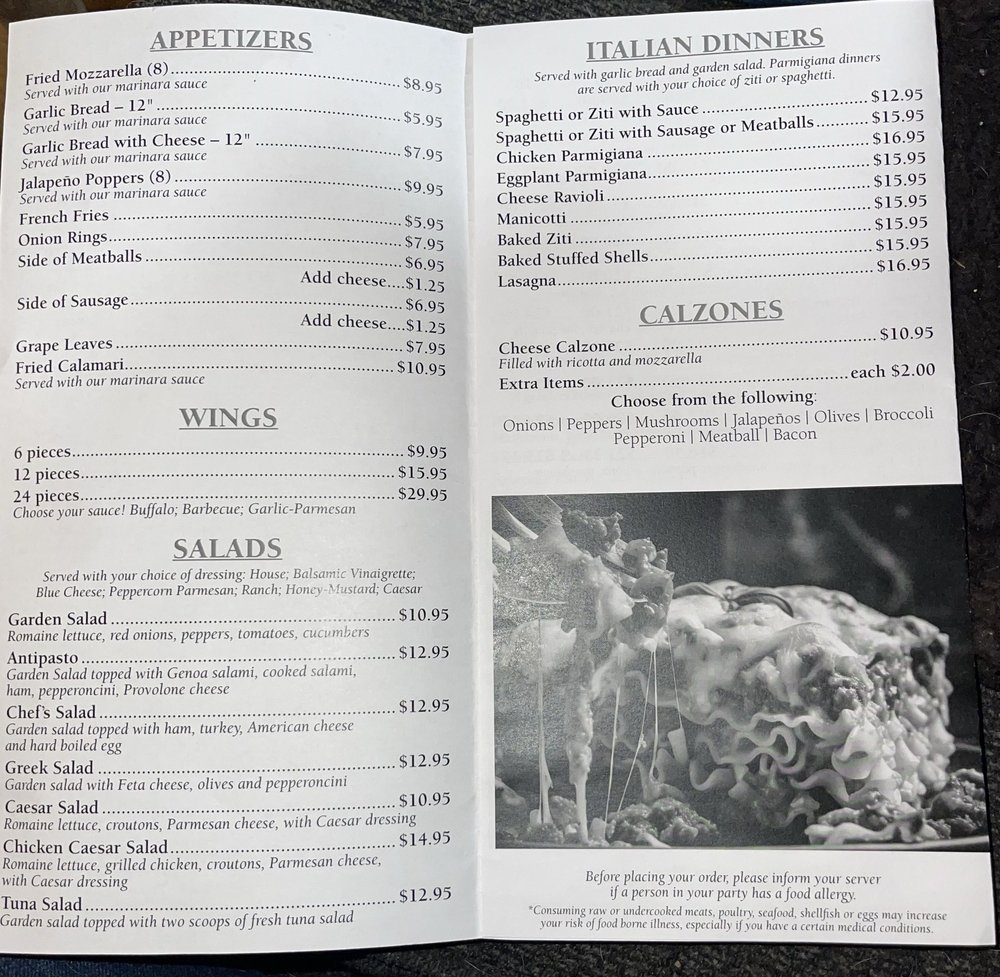 APPETIZERS
Fried Mozzarella (8)..............................$8.95
Served with our marinara sauce
Garlic Bread – 12" ..............................$5.95
Served with our marinara sauce
Garlic Bread with Cheese – 12" ..............................$7.95
Served with our marinara sauce
Jalapeño Poppers (8) ..............................$9.95
Served with our marinara sauce
French Fries ..............................$5.95
Onion Rings..............................$7.95
Side of Meatballs ..............................$6.95
Add cheese....$1.25
Side of Sausage..............................$6.95
Add cheese....$1.25
Grape Leaves ..............................$7.95
Fried Calamari..............................$10.95
Served with our marinara sauce
WINGS
6 pieces..............................$9.95
12 pieces..............................$15.95
24 pieces..............................$29.95
Choose your sauce! Buffalo; Barbecue; Garlic-Parmesan
SALADS
Served with your choice of dressing: House; Balsamic Vinaigrette;
Blue Cheese; Peppercorn Parmesan; Ranch; Honey-Mustard; Caesar
Garden Salad ..............................$10.95
Romaine lettuce, red onions, peppers, tomatoes, cucumbers
Antipasto ..............................$12.95
Garden Salad topped with Genoa salami, cooked salami,
ham, pepperoncini, Provolone cheese
Chef's Salad ..............................$12.95
Garden salad topped with ham, turkey, American cheese
and hard boiled egg
Greek Salad ..............................$12.95
Garden salad with Feta cheese, olives and pepperoncini
Caesar Salad ..............................$10.95
Romaine lettuce, croutons, Parmesan cheese, with Caesar dressing
Chicken Caesar Salad..............................$14.95
Romaine lettuce, grilled chicken, croutons, Parmesan cheese,
with Caesar dressing
Tuna Salad ..............................$12.95
Garden salad topped with two scoops of fresh tuna salad
ITALIAN DINNERS
Served with garlic bread and garden salad. Parmigiana dinners
are served with your choice of ziti or spaghetti.
Spaghetti or Ziti with Sauce ..............................$12.95
Spaghetti or Ziti with Sausage or Meatballs ..........$15.95
Chicken Parmigiana ..............................$16.95
Eggplant Parmigiana..............................$15.95
Cheese Ravioli ..............................$15.95
Manicotti ..............................$15.95
Baked Ziti ..............................$15.95
Baked Stuffed Shells..............................$15.95
Lasagna..............................$16.95
CALZONES
Cheese Calzone ..............................$10.95
Filled with ricotta and mozzarella
Extra Items ..............................each $2.00
Choose from the following:
Onions | Peppers | Mushrooms | Jalapeños | Olives | Broccoli
Pepperoni | Meatball | Bacon
Before placing your order, please inform your server
if a person in your party has a food allergy.
*Consuming raw or undercooked meats, poultry, seafood, shellfish or eggs may increase
your risk of food borne illness, especially if you have a certain medical conditions.